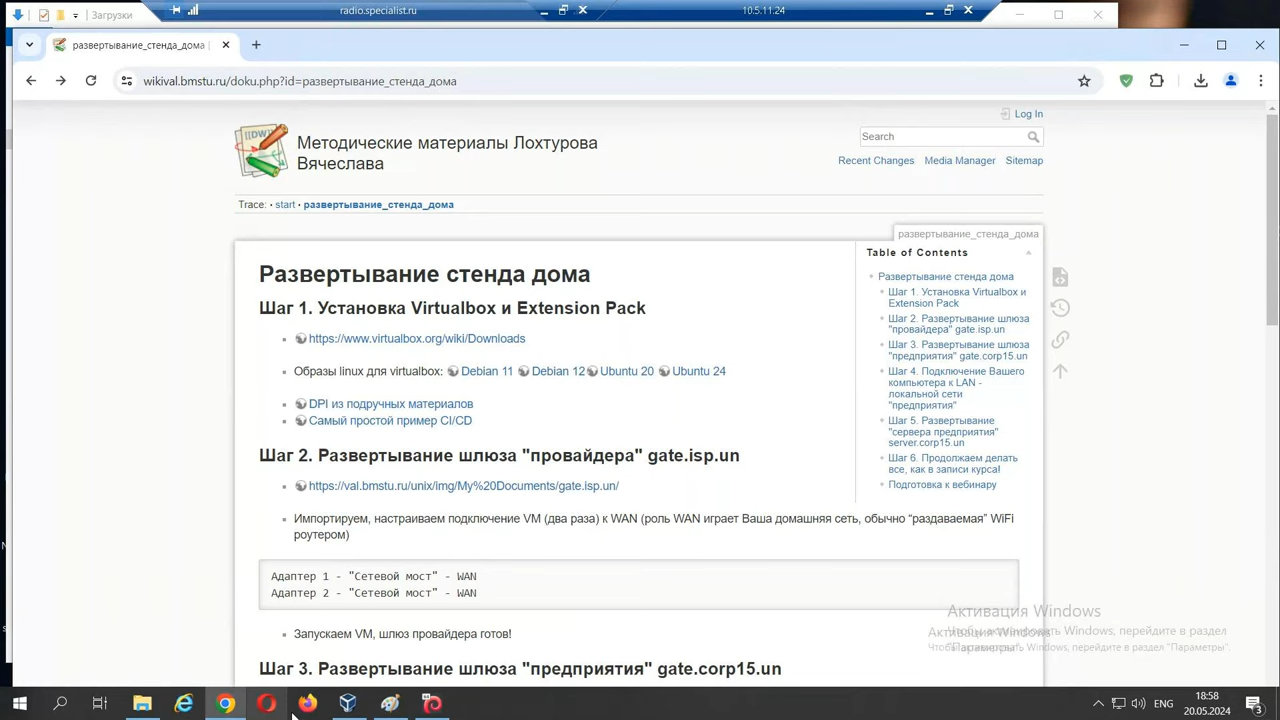 Загрузки
radio.specialist.ru
10.5.11.24
развертывание_стенда_дома
wikival.bmstu.ru/doku.php?id=развертывание_стенда_дома
Log In
Методические материалы Лохтурова
Вячеслава
Search
Recent Changes Media Manager Sitemap
Trace: • start • развертывание_стенда_дома
развертывание_стенда_дома
Развертывание стенда дома
Шаг 1. Установка Virtualbox и Extension Pack
https://www.virtualbox.org/wiki/Downloads
Образы linux для virtualbox: Debian 11 Debian 12 Ubuntu 20 Ubuntu 24
DPI из подручных материалов
Самый простой пример CI/CD
Шаг 2. Развертывание шлюза "провайдера" gate.isp.un
https://val.bmstu.ru/unix/img/My%20Documents/gate.isp.un/
Импортируем, настраиваем подключение VM (два раза) к WAN (роль WAN играет Ваша домашняя сеть, обычно “раздаваемая” WiFi
роутером)
Адаптер 1 - "Сетевой мост" - WAN
Адаптер 2 - "Сетевой мост" - WAN
Запускаем VM, шлюз провайдера готов!
Шаг 3. Развертывание шлюза "предприятия" gate.corp15.un
Table of Contents
Развертывание стенда дома
Шаг 1. Установка Virtualbox и
Extension Pack
Шаг 2. Развертывание шлюза
"провайдера" gate.isp.un
Шаг 3. Развертывание шлюза
"предприятия" gate.corp15.un
Шаг 4. Подключение Вашего
компьютера к LAN -
локальной сети
"предприятия"
Шаг 5. Развертывание
"сервера предприятия"
server.corp15.un
Шаг 6. Продолжаем делать
все, как в записи курса!
Подготовка к вебинару
Активация Windows
Чтобы активировать Windows, перейдите в раздел
"Параметры".
ENG
18:58
20.05.2024
3